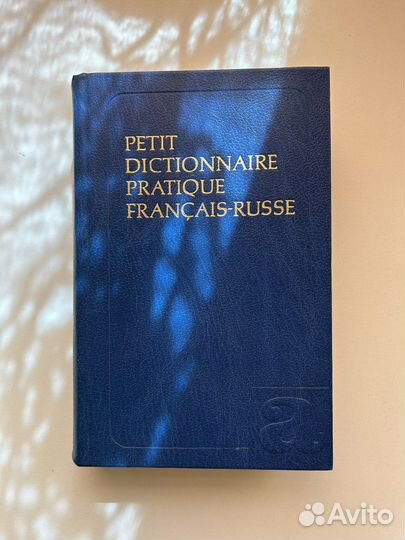 PETIT
DICTIONNAIRE
PRATIQUE
FRANÇAIS-RUSSE
Avito